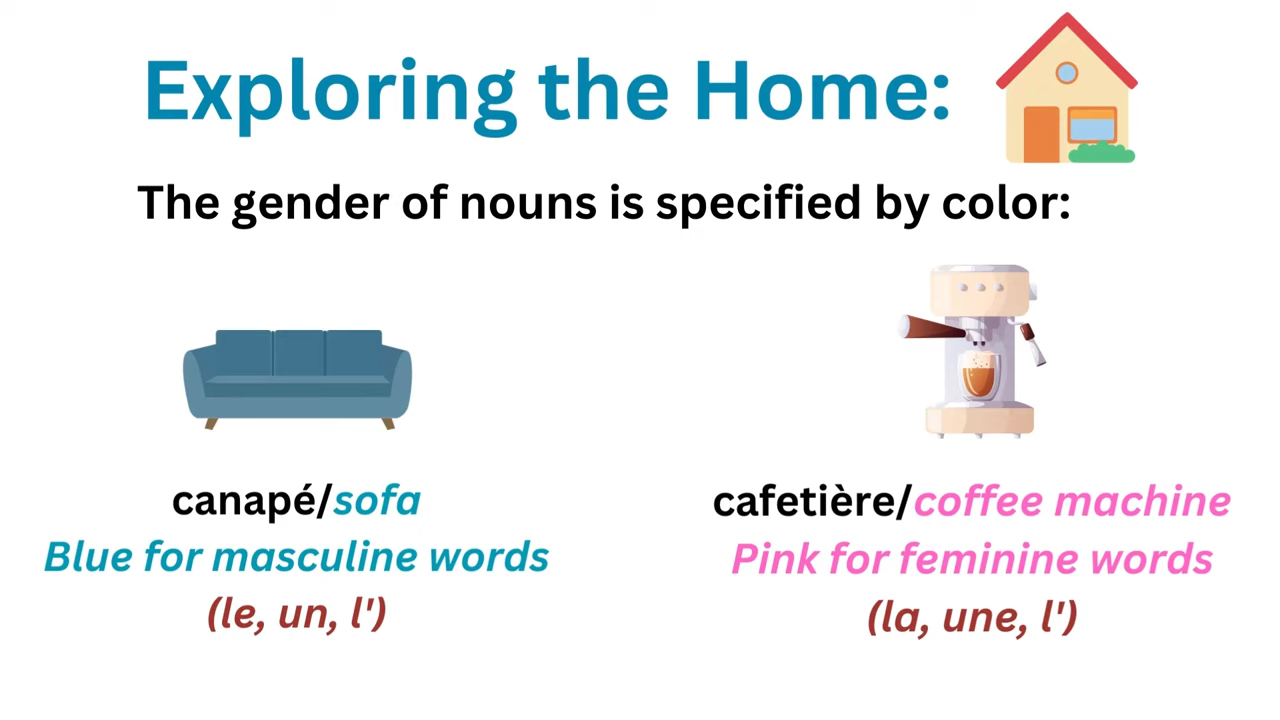 Exploring the Home:
The gender of nouns is specified by color:
canapé/sofa
Blue for masculine words
(le, un, l')
cafetière/coffee machine
Pink for feminine words
(la, une, l')